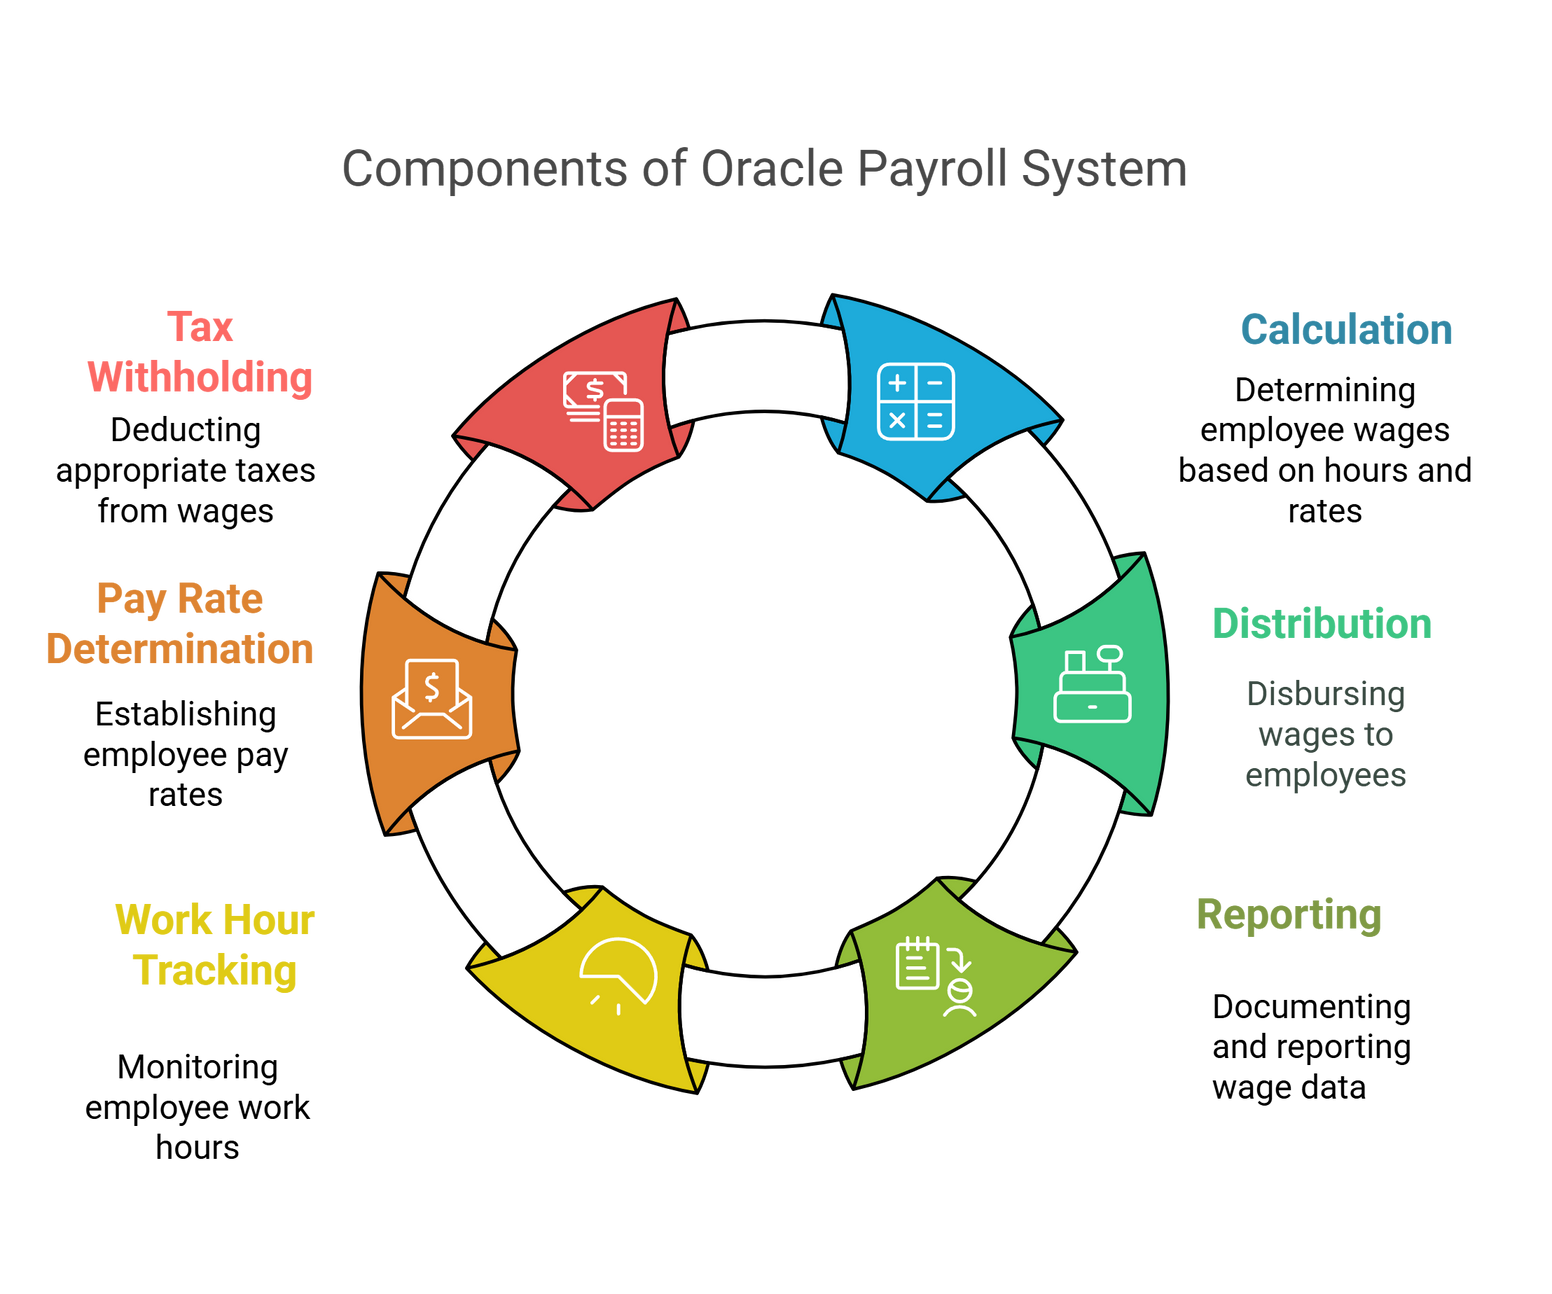 Components of Oracle Payroll System
Tax
Withholding
Deducting
appropriate taxes
from wages
Pay Rate
Determination
Establishing
employee pay
rates
Work Hour
Tracking
Monitoring
employee work
hours
Calculation
Determining
employee wages
based on hours and
rates
Distribution
Disbursing
wages to
employees
Reporting
Documenting
and reporting
wage data